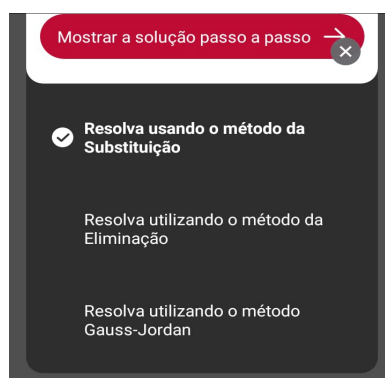 Mostrar a solução passo a passo
Resolva usando o método da
Substituição
Resolva utilizando o método da
Eliminação
Resolva utilizando o método
Gauss-Jordan